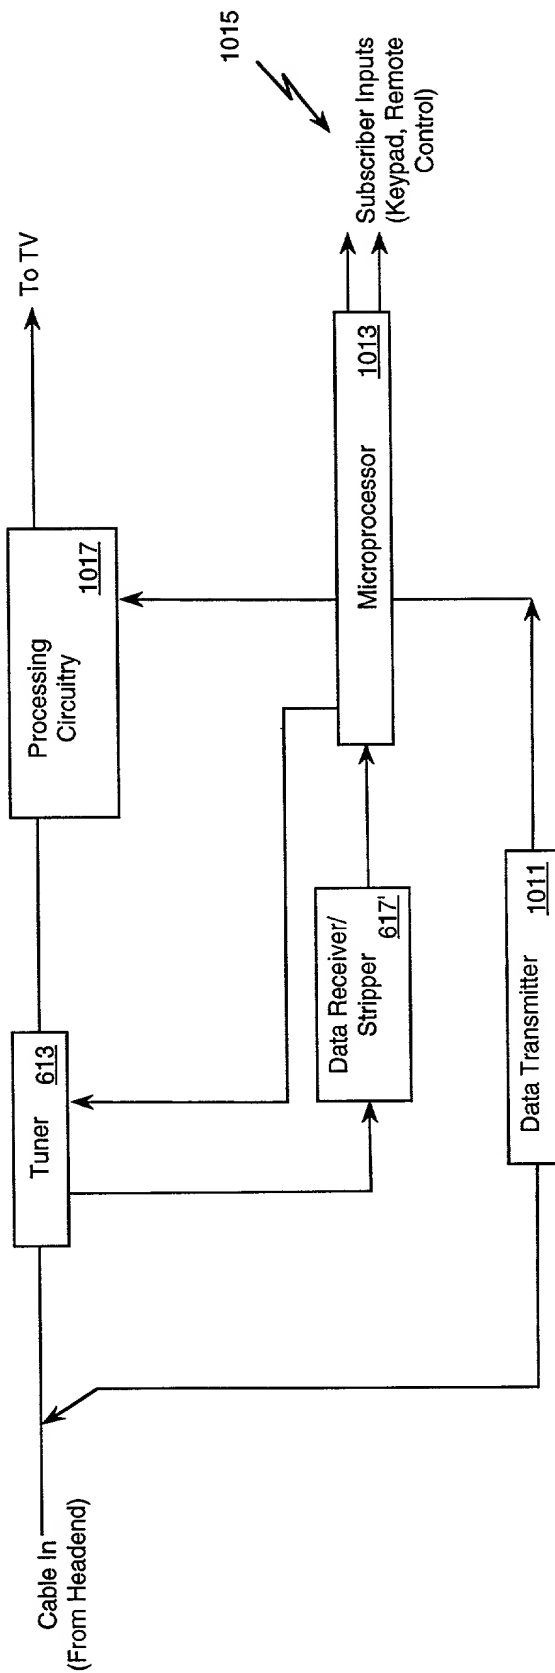 Cable In
(From Headend)
Tuner
613
Processing
Circuitry
1017
To TV
1015
Data Receiver/
Stripper
617'
Microprocessor
1013
Subscriber Inputs
(Keypad, Remote
Control)
Data Transmitter
1011